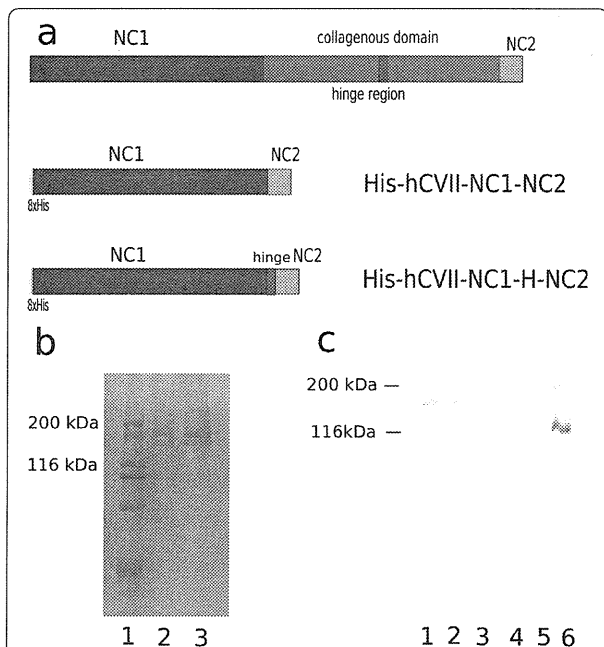 a
NC1
collagenous domain
NC2
hinge region
NC1
NC2
His-hCVII-NC1-NC2
8xHis
NC1
hinge NC2
His-hCVII-NC1-H-NC2
8xHis
b
c
200 kDa
116 kDa
200 kDa —
116kDa —
1 2 3
1 2 3 4 5 6